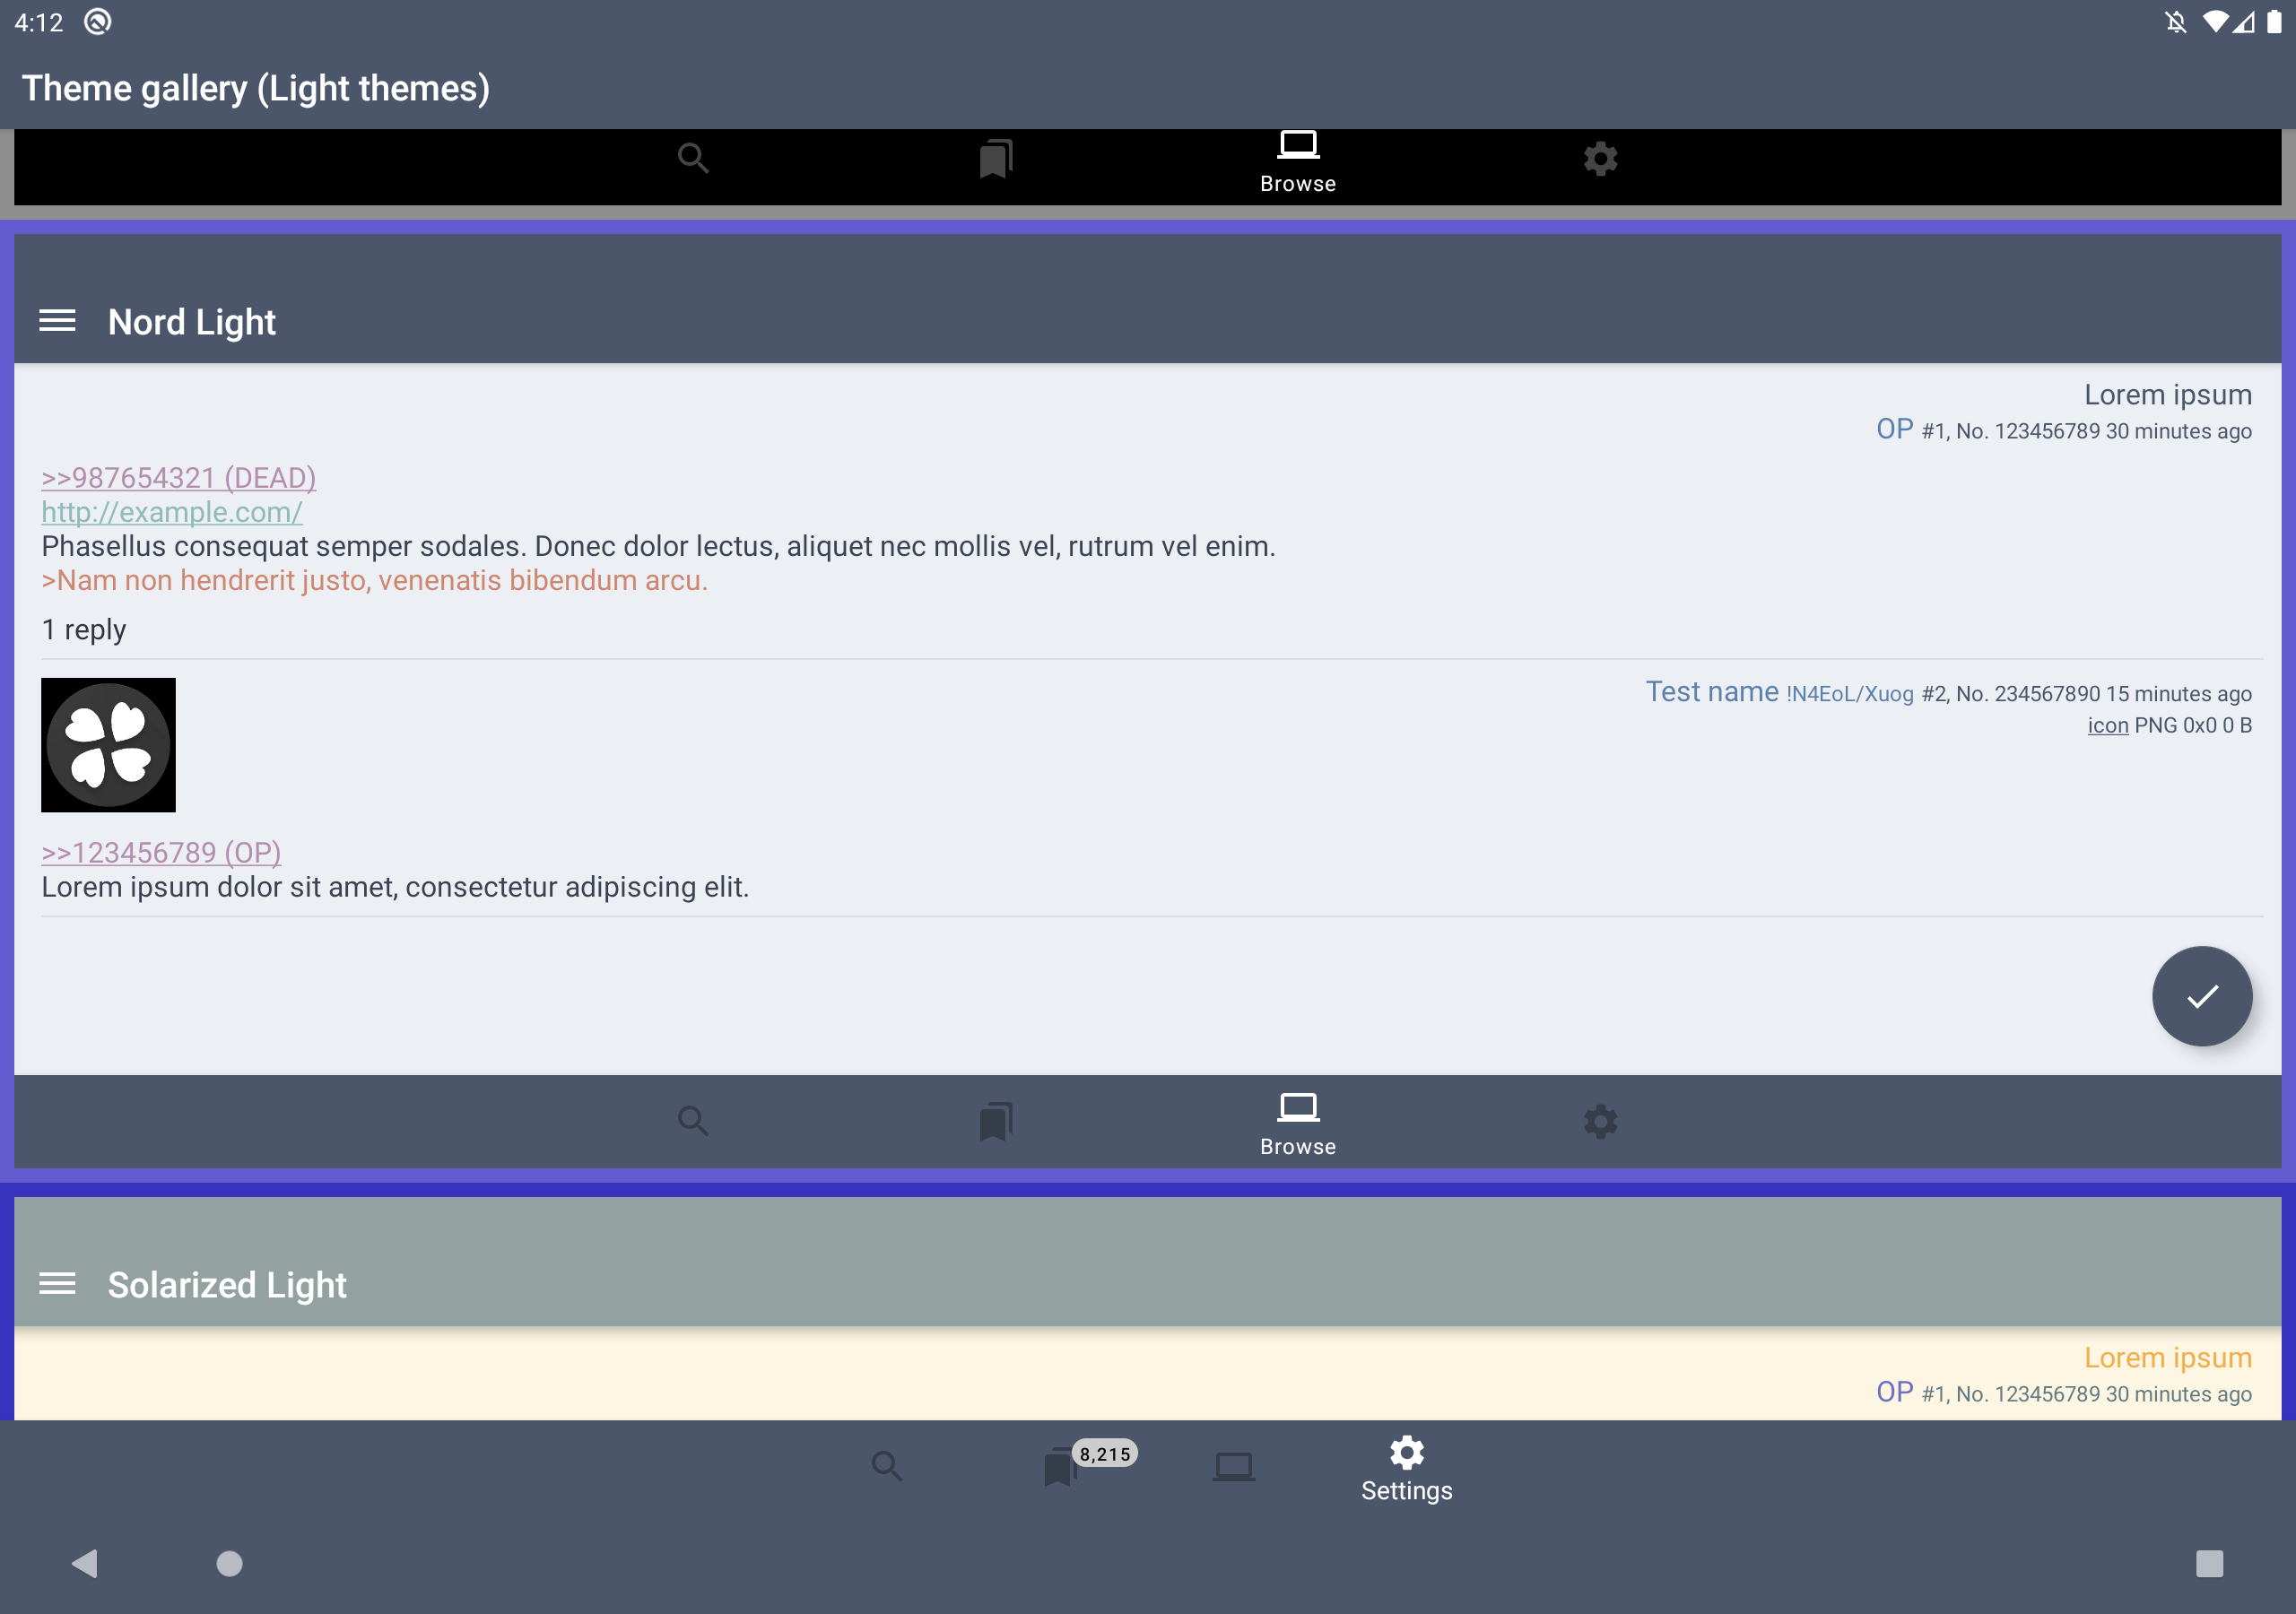 4:12
Theme gallery (Light themes)
Browse
Nord Light
Lorem ipsum
OP #1, No. 123456789 30 minutes ago
>>987654321 (DEAD)
http://example.com/
Phasellus consequat semper sodales. Donec dolor lectus, aliquet nec mollis vel, rutrum vel enim.
>Nam non hendrerit justo, venenatis bibendum arcu.
1 reply
Test name !N4EoL/Xuog #2, No. 234567890 15 minutes ago
icon PNG 0x0 0 B
>>123456789 (OP)
Lorem ipsum dolor sit amet, consectetur adipiscing elit.
Browse
Solarized Light
Lorem ipsum
OP #1, No. 123456789 30 minutes ago
8,215
Settings